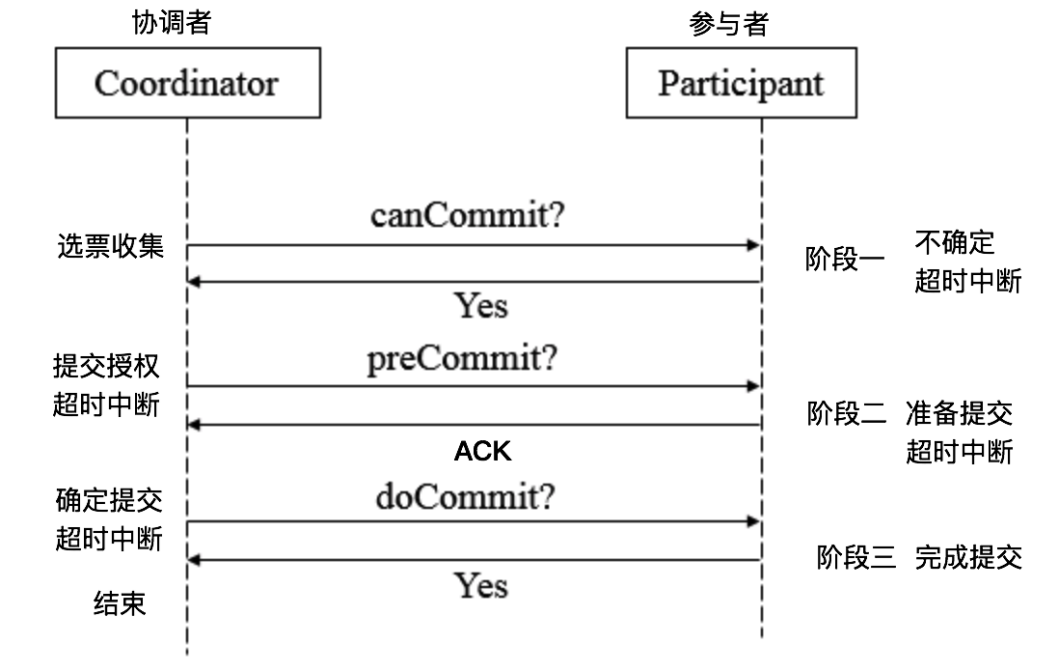 协调者
参与者
Coordinator
Participant
canCommit?
选票收集
阶段一
不确定
超时中断
Yes
preCommit?
提交授权
超时中断
阶段二
准备提交
超时中断
ACK
doCommit?
确定提交
超时中断
阶段三
完成提交
Yes
结束